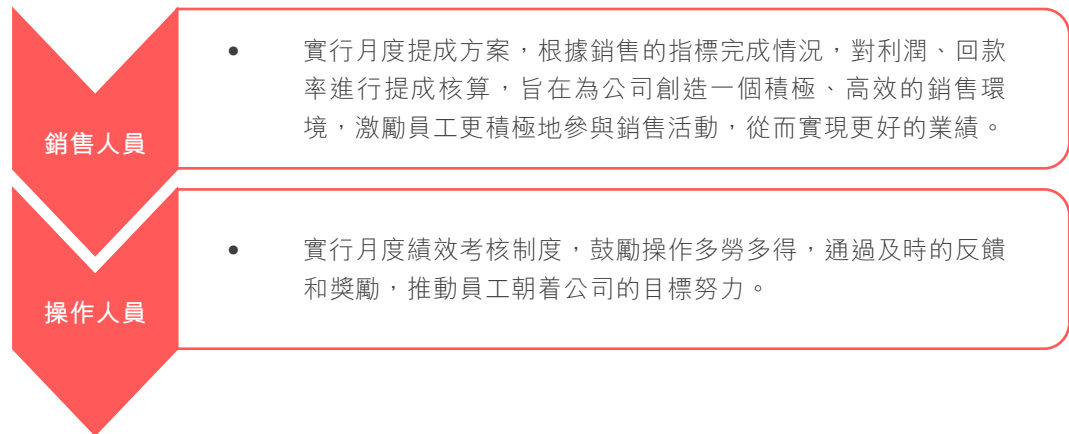 銷售人員
• 實行月度提成方案，根據銷售的指標完成情況，對利潤、回款
率進行提成核算，旨在為公司創造一個積極、高效的銷售環
境，激勵員工更積極地參與銷售活動，從而實現更好的業績。
操作人員
• 實行月度績效考核制度，鼓勵操作多勞多得，通過及時的反饋
和獎勵，推動員工朝着公司的目標努力。